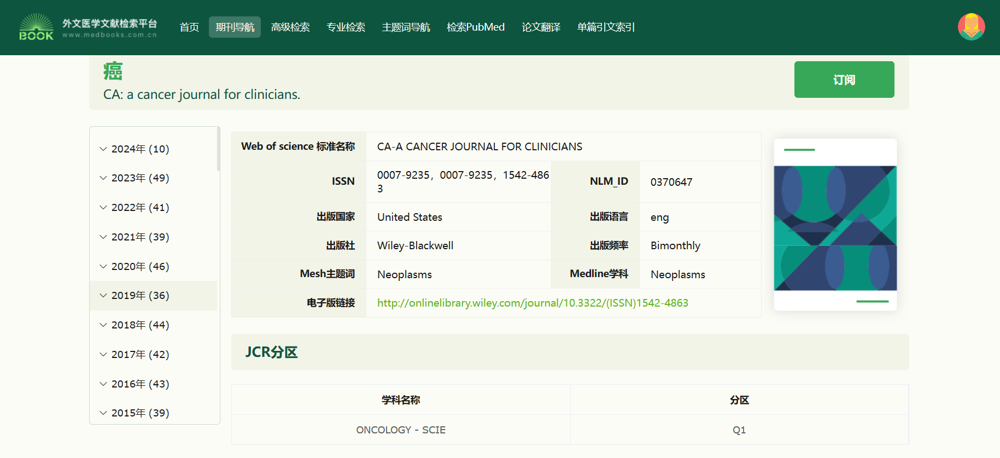 BOOK
外文医学文献检索平台
www.medbooks.com.cn
首页 期刊导航 高级检索 专业检索 主题词导航 检索PubMed 论文翻译 单篇引文索引
癌
CA: a cancer journal for clinicians.
订阅
2024年 (10)
2023年 (49)
2022年 (41)
2021年 (39)
2020年 (46)
2019年 (36)
2018年 (44)
2017年 (42)
2016年 (43)
2015年 (39)
Web of science 标准名称 CA-A CANCER JOURNAL FOR CLINICIANS
ISSN 0007-9235，0007-9235，1542-486
3
NLM_ID 0370647
出版国家 United States 出版语言 eng
出版社 Wiley-Blackwell 出版频率 Bimonthly
Mesh主题词 Neoplasms Medline学科 Neoplasms
电子版链接 http://onlinelibrary.wiley.com/journal/10.3322/(ISSN)1542-4863
JCR分区
学科名称 分区
ONCOLOGY - SCIE Q1